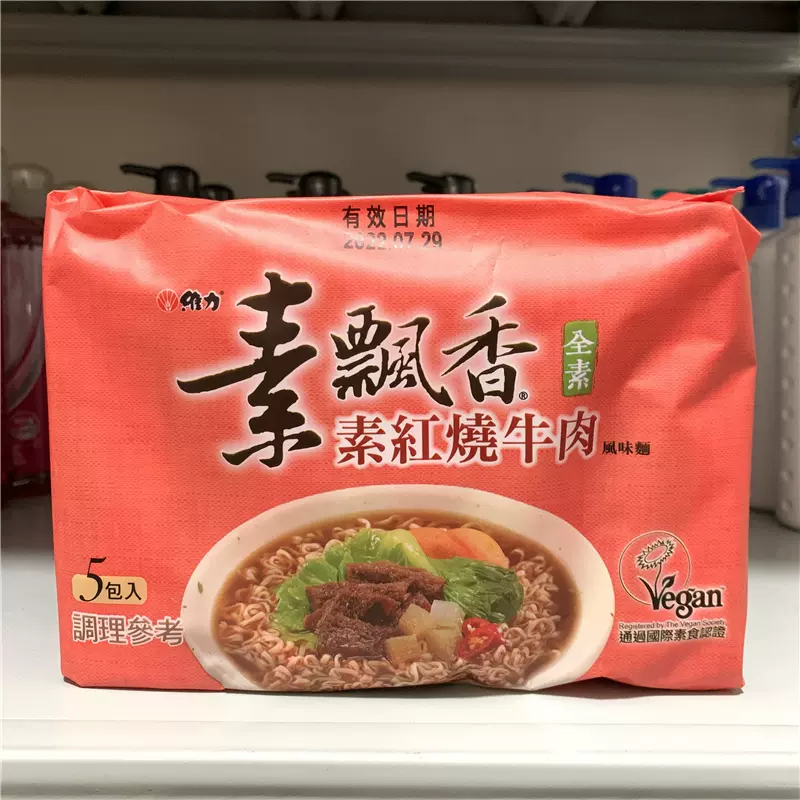 有效日期
2022.07.29
維力®
素飄香®
全素
素紅燒牛肉
風味麵
5包入
調理參考
Vegan
Registered by The Vegan Society
通過國際素食認證